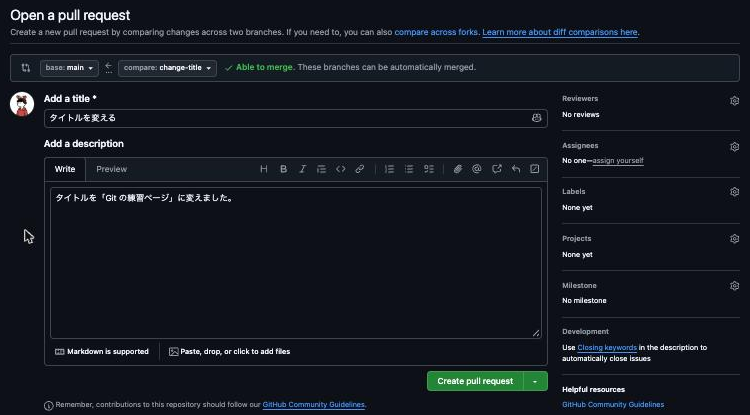 Open a pull request
Create a new pull request by comparing changes across two branches. If you need to, you can also compare across forks. Learn more about diff comparisons here.
base: main
compare: change-title
Able to merge. These branches can be automatically merged.
Add a title *
タイトルを変える
Add a description
Write
Preview
タイトルを「Git の練習ページ」に変えました。
Markdown is supported
Paste, drop, or click to add files
Create pull request
Remember, contributions to this repository should follow our GitHub Community Guidelines.
Reviewers
No reviews
Assignees
No one—assign yourself
Labels
None yet
Projects
None yet
Milestone
No milestone
Development
Use Closing keywords in the description to
automatically close issues
Helpful resources
GitHub Community Guidelines